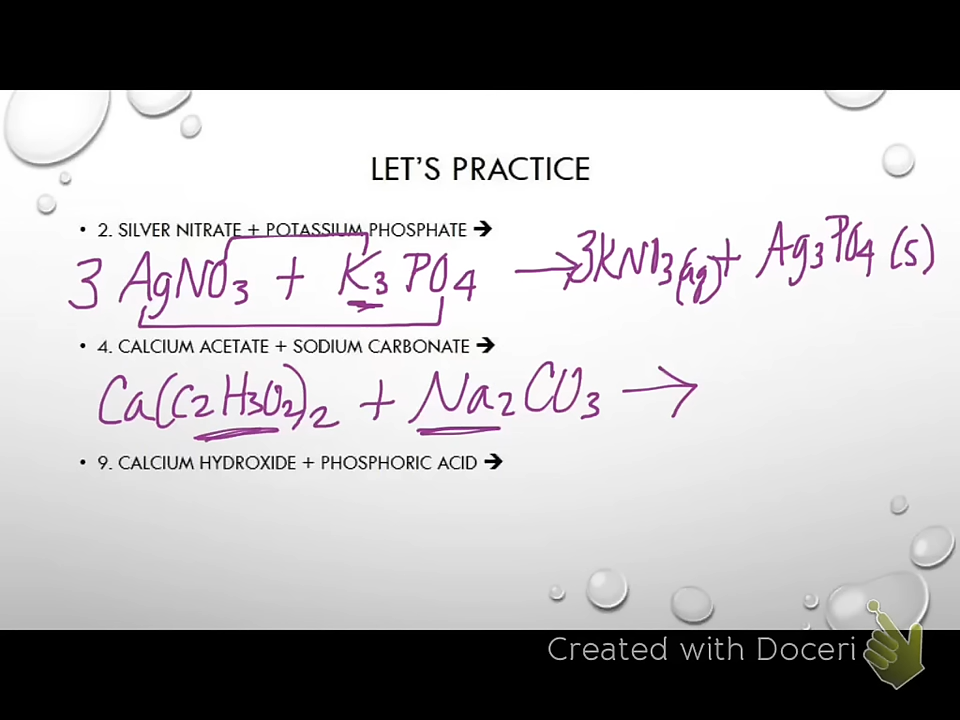 LET'S PRACTICE
• 2. SILVER NITRATE + POTASSIUM PHOSPHATE →
3 AgNO3 + K3PO4 → 3KNO3(aq) + Ag3PO4 (s)
• 4. CALCIUM ACETATE + SODIUM CARBONATE →
Ca(C2H3O2)2 + Na2CO3 →
• 9. CALCIUM HYDROXIDE + PHOSPHORIC ACID →
Created with Doceri